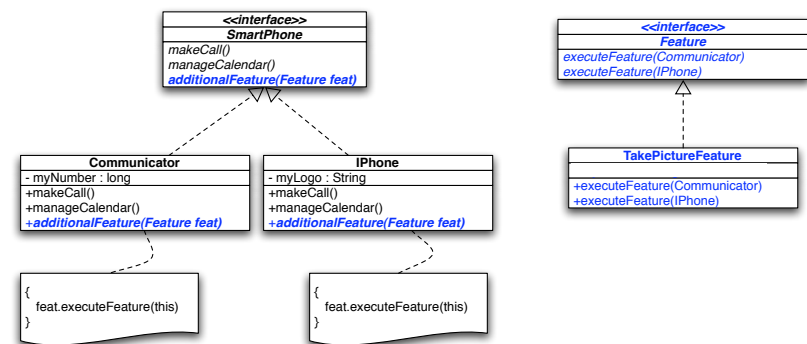 <<interface>>
SmartPhone
makeCall()
manageCalendar()
additionalFeature(Feature feat)
<<interface>>
Feature
executeFeature(Communicator)
executeFeature(IPhone)
Communicator
- myNumber : long
+makeCall()
+manageCalendar()
+additionalFeature(Feature feat)
IPhone
- myLogo : String
+makeCall()
+manageCalendar()
+additionalFeature(Feature feat)
TakePictureFeature
+executeFeature(Communicator)
+executeFeature(IPhone)
{
feat.executeFeature(this)
}
{
feat.executeFeature(this)
}